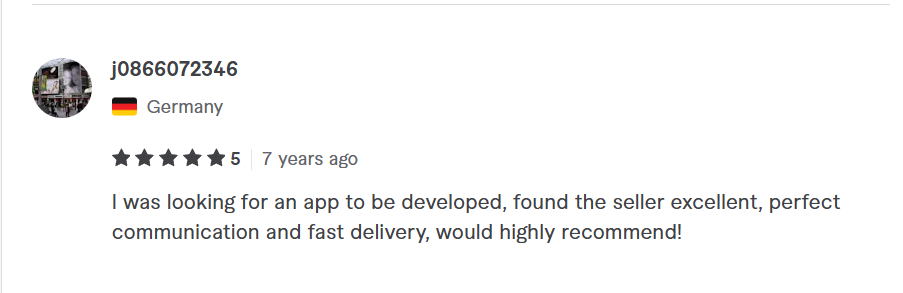 j0866072346
Germany
5 7 years ago
I was looking for an app to be developed, found the seller excellent, perfect
communication and fast delivery, would highly recommend!